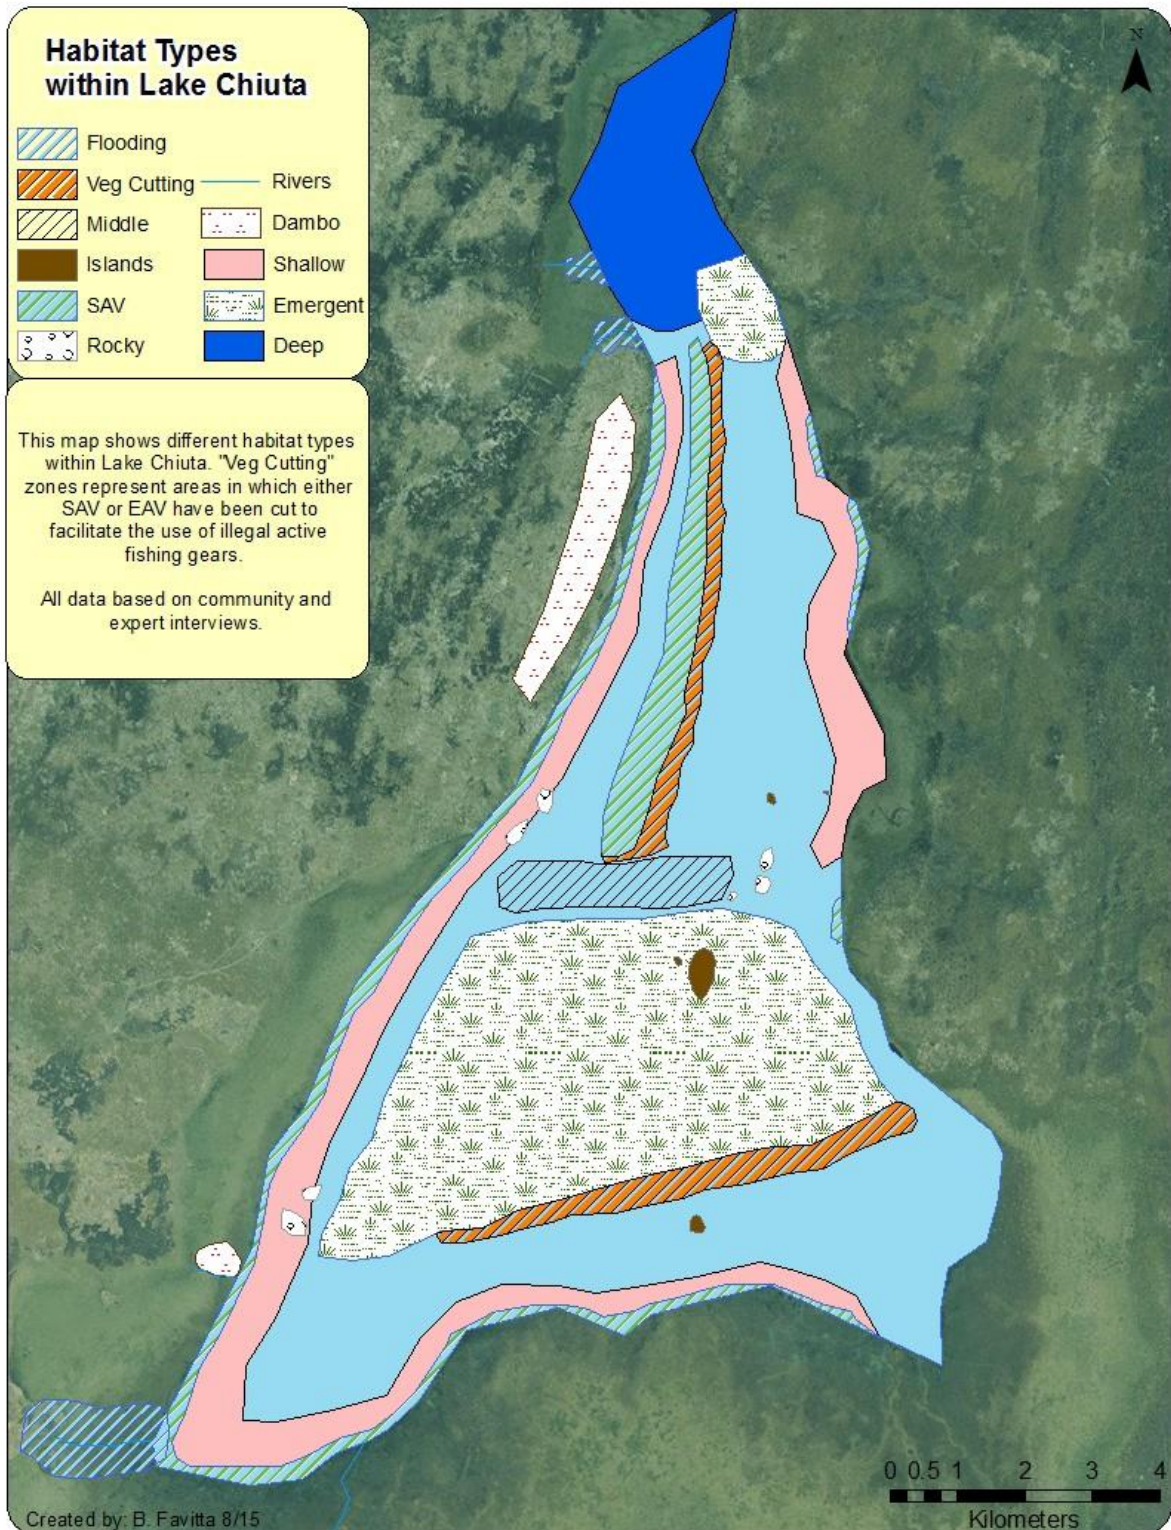 Habitat Types
within Lake Chiuta
Flooding
Veg Cutting
Rivers
Middle
Dambo
Islands
Shallow
SAV
Emergent
Rocky
Deep
This map shows different habitat types
within Lake Chiuta. "Veg Cutting"
zones represent areas in which either
SAV or EAV have been cut to
facilitate the use of illegal active
fishing gears.
All data based on community and
expert interviews.
N
0 0.5 1 2 3 4
Kilometers
Created by: B. Favitta 8/15